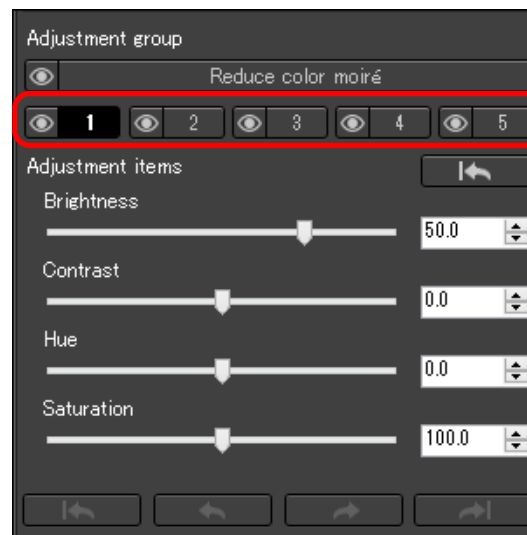 Adjustment group
Reduce color moiré
1 2 3 4 5
Adjustment items
Brightness
50.0
Contrast
0.0
Hue
0.0
Saturation
100.0